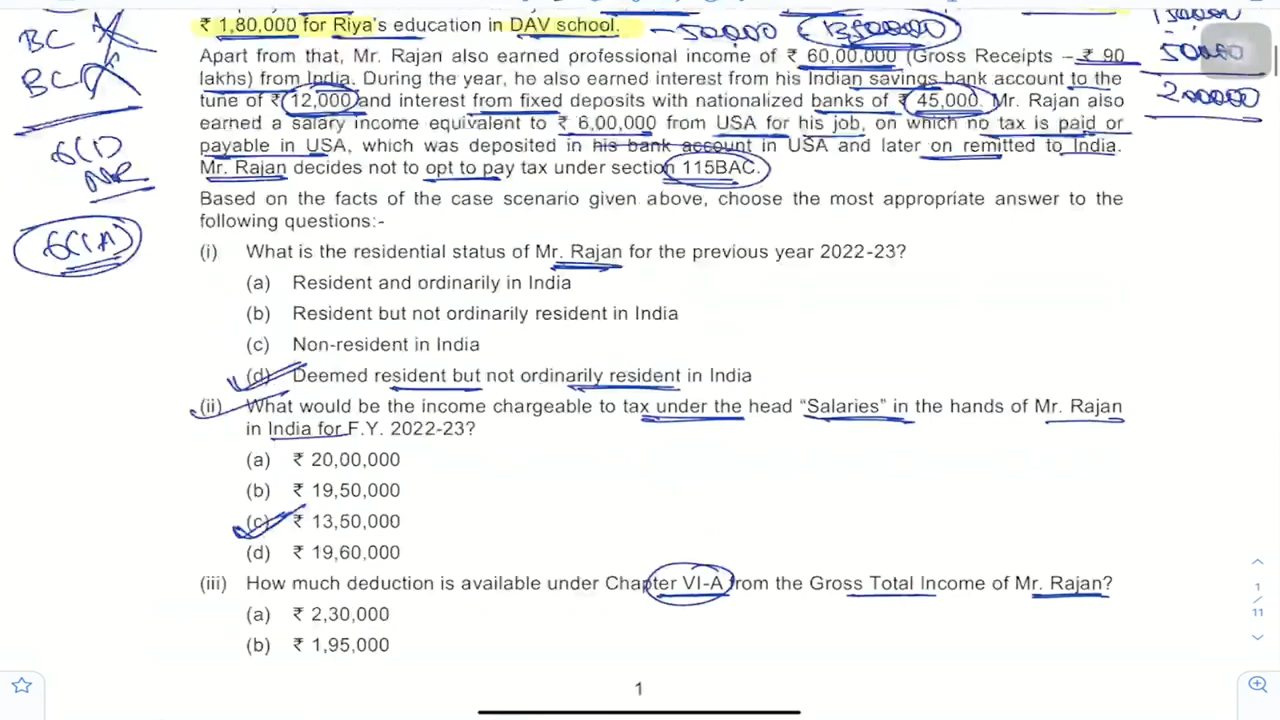 ₹ 1,80,000 for Riya's education in DAV school.
-50,000 1350000
150000
50000
200000
BC
BC
6(1)
NR
6(1A)
Apart from that, Mr. Rajan also earned professional income of ₹ 60,00,000 (Gross Receipts – ₹ 90
lakhs) from India. During the year, he also earned interest from his Indian savings bank account to the
tune of ₹ 12,000 and interest from fixed deposits with nationalized banks of ₹ 45,000. Mr. Rajan also
earned a salary income equivalent to ₹ 6,00,000 from USA for his job, on which no tax is paid or
payable in USA, which was deposited in his bank account in USA and later on remitted to India.
Mr. Rajan decides not to opt to pay tax under section 115BAC.
Based on the facts of the case scenario given above, choose the most appropriate answer to the
following questions:-
(i) What is the residential status of Mr. Rajan for the previous year 2022-23?
(a) Resident and ordinarily in India
(b) Resident but not ordinarily resident in India
(c) Non-resident in India
(d) Deemed resident but not ordinarily resident in India
(ii) What would be the income chargeable to tax under the head "Salaries" in the hands of Mr. Rajan
in India for F.Y. 2022-23?
(a) ₹ 20,00,000
(b) ₹ 19,50,000
(c) ₹ 13,50,000
(d) ₹ 19,60,000
(iii) How much deduction is available under Chapter VI-A from the Gross Total Income of Mr. Rajan?
(a) ₹ 2,30,000
(b) ₹ 1,95,000
1
/
11
1